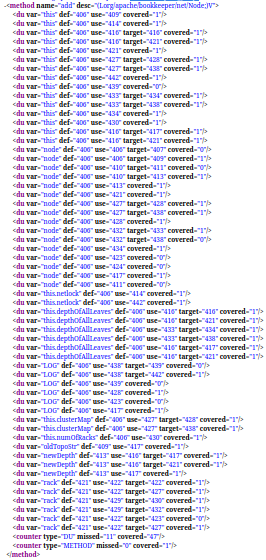 -<method name="add" desc="(Lorg/apache/bookkeeper/net/Node;)V">
<du var="this" def="406" use="409" covered="1"/>
<du var="this" def="406" use="414" covered="1"/>
<du var="this" def="406" use="416" target="416" covered="1"/>
<du var="this" def="406" use="416" target="421" covered="1"/>
<du var="this" def="406" use="421" covered="1"/>
<du var="this" def="406" use="427" target="428" covered="1"/>
<du var="this" def="406" use="427" target="438" covered="1"/>
<du var="this" def="406" use="442" covered="1"/>
<du var="this" def="406" use="439" covered="0"/>
<du var="this" def="406" use="433" target="434" covered="1"/>
<du var="this" def="406" use="433" target="438" covered="1"/>
<du var="this" def="406" use="434" covered="1"/>
<du var="this" def="406" use="430" covered="1"/>
<du var="this" def="406" use="416" target="417" covered="1"/>
<du var="this" def="406" use="416" target="421" covered="1"/>
<du var="node" def="406" use="406" target="407" covered="0"/>
<du var="node" def="406" use="406" target="409" covered="1"/>
<du var="node" def="406" use="410" target="411" covered="0"/>
<du var="node" def="406" use="410" target="413" covered="1"/>
<du var="node" def="406" use="413" covered="1"/>
<du var="node" def="406" use="421" covered="1"/>
<du var="node" def="406" use="427" target="428" covered="1"/>
<du var="node" def="406" use="427" target="438" covered="1"/>
<du var="node" def="406" use="428" covered="1"/>
<du var="node" def="406" use="432" target="433" covered="1"/>
<du var="node" def="406" use="432" target="438" covered="0"/>
<du var="node" def="406" use="434" covered="1"/>
<du var="node" def="406" use="423" covered="0"/>
<du var="node" def="406" use="424" covered="0"/>
<du var="node" def="406" use="417" covered="1"/>
<du var="node" def="406" use="411" covered="0"/>
<du var="this.netlock" def="406" use="414" covered="1"/>
<du var="this.netlock" def="406" use="442" covered="1"/>
<du var="this.depthOfAllLeaves" def="406" use="416" target="416" covered="1"/>
<du var="this.depthOfAllLeaves" def="406" use="416" target="421" covered="1"/>
<du var="this.depthOfAllLeaves" def="406" use="433" target="434" covered="1"/>
<du var="this.depthOfAllLeaves" def="406" use="433" target="438" covered="1"/>
<du var="this.depthOfAllLeaves" def="406" use="416" target="417" covered="1"/>
<du var="this.depthOfAllLeaves" def="406" use="416" target="421" covered="1"/>
<du var="LOG" def="406" use="438" target="439" covered="0"/>
<du var="LOG" def="406" use="438" target="442" covered="1"/>
<du var="LOG" def="406" use="439" covered="0"/>
<du var="LOG" def="406" use="428" covered="1"/>
<du var="LOG" def="406" use="423" covered="0"/>
<du var="LOG" def="406" use="417" covered="1"/>
<du var="this.clusterMap" def="406" use="427" target="428" covered="1"/>
<du var="this.clusterMap" def="406" use="427" target="438" covered="1"/>
<du var="this.numOfRacks" def="406" use="430" covered="1"/>
<du var="oldTopoStr" def="409" use="417" covered="1"/>
<du var="newDepth" def="413" use="416" target="417" covered="1"/>
<du var="newDepth" def="413" use="416" target="421" covered="1"/>
<du var="newDepth" def="413" use="417" covered="1"/>
<du var="rack" def="421" use="422" target="422" covered="1"/>
<du var="rack" def="421" use="422" target="427" covered="1"/>
<du var="rack" def="421" use="429" target="430" covered="1"/>
<du var="rack" def="421" use="429" target="432" covered="1"/>
<du var="rack" def="421" use="422" target="423" covered="0"/>
<du var="rack" def="421" use="422" target="427" covered="1"/>
<counter type="DU" missed="11" covered="47"/>
<counter type="METHOD" missed="0" covered="1"/>
</method>